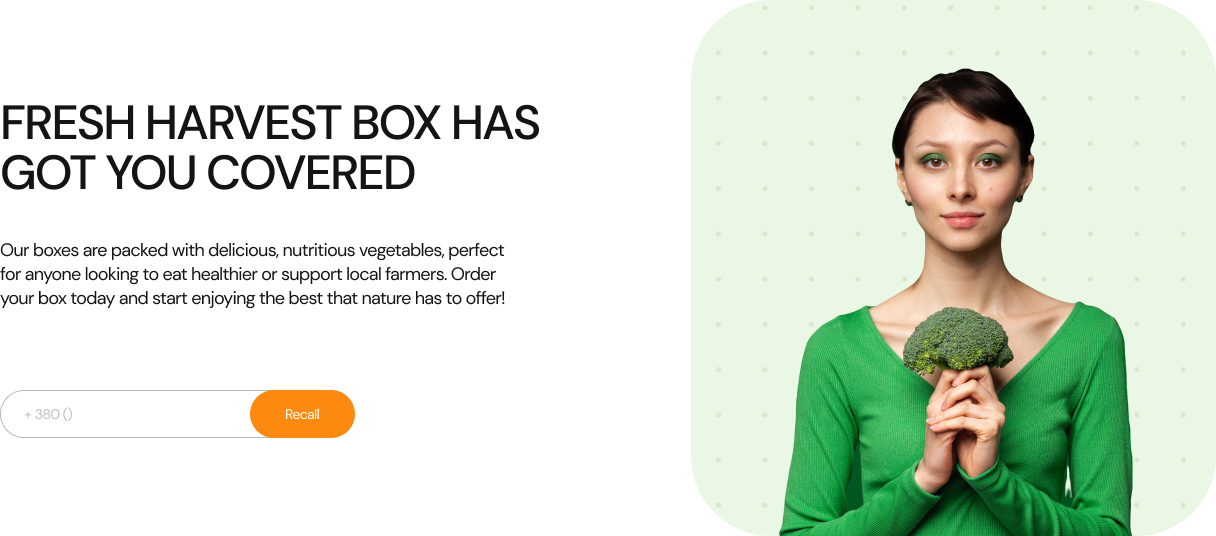 FRESH HARVEST BOX HAS
GOT YOU COVERED
Our boxes are packed with delicious, nutritious vegetables, perfect
for anyone looking to eat healthier or support local farmers. Order
your box today and start enjoying the best that nature has to offer!
+ 380 ()
Recall